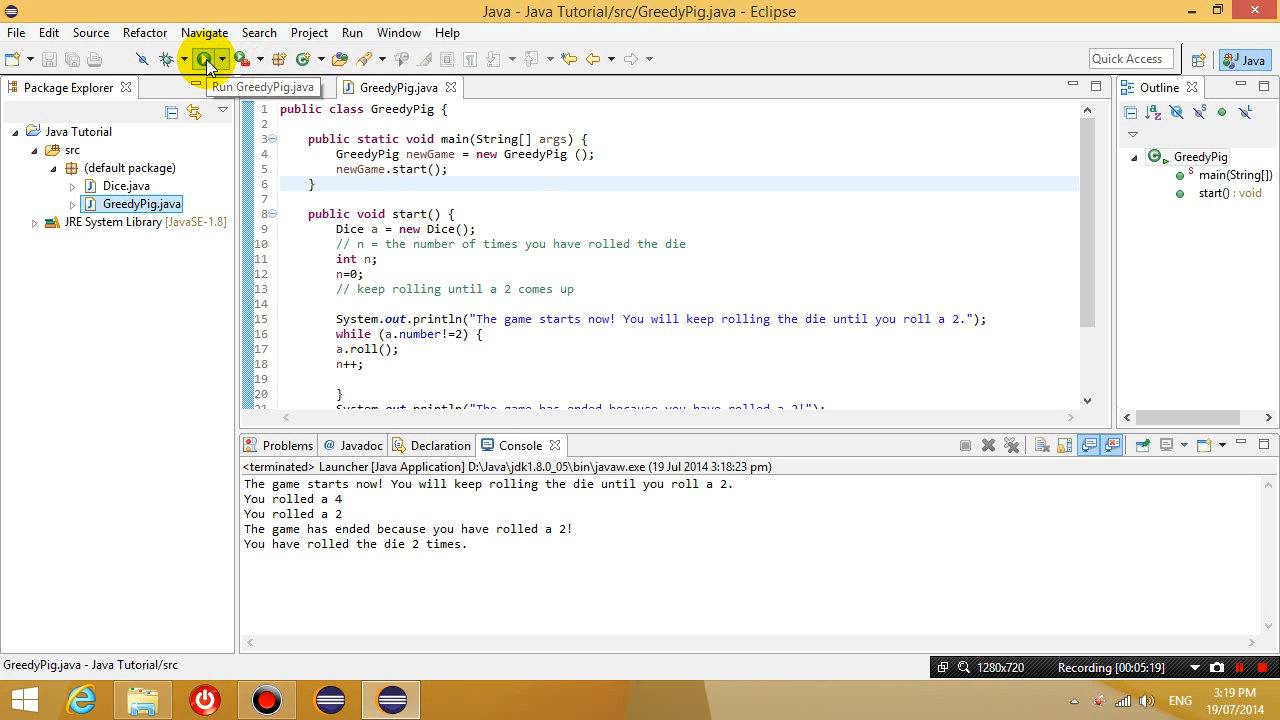 Java - Java Tutorial/src/GreedyPig.java - Eclipse
File Edit Source Refactor Navigate Search Project Run Window Help
Quick Access
Java
Run GreedyPig.java
Package Explorer
GreedyPig.java
Outline
Java Tutorial
src
(default package)
Dice.java
GreedyPig.java
JRE System Library [JavaSE-1.8]
1 public class GreedyPig {
2
3 public static void main(String[] args) {
4 GreedyPig newGame = new GreedyPig ();
5 newGame.start();
6 }
7
8 public void start() {
9 Dice a = new Dice();
10 // n = the number of times you have rolled the die
11 int n;
12 n=0;
13 // keep rolling until a 2 comes up
14
15 System.out.println("The game starts now! You will keep rolling the die until you roll a 2.");
16 while (a.number!=2) {
17 a.roll();
18 n++;
19
20 }
21 System.out.println("The game has ended because you have rolled a 2!");
GreedyPig
main(String[])
start() : void
Problems @ Javadoc Declaration Console
<terminated> Launcher [Java Application] D:\Java\jdk1.8.0_05\bin\javaw.exe (19 Jul 2014 3:18:23 pm)
The game starts now! You will keep rolling the die until you roll a 2.
You rolled a 4
You rolled a 2
The game has ended because you have rolled a 2!
You have rolled the die 2 times.
GreedyPig.java - Java Tutorial/src
1280x720 Recording [00:05:19]
ENG
3:19 PM
19/07/2014